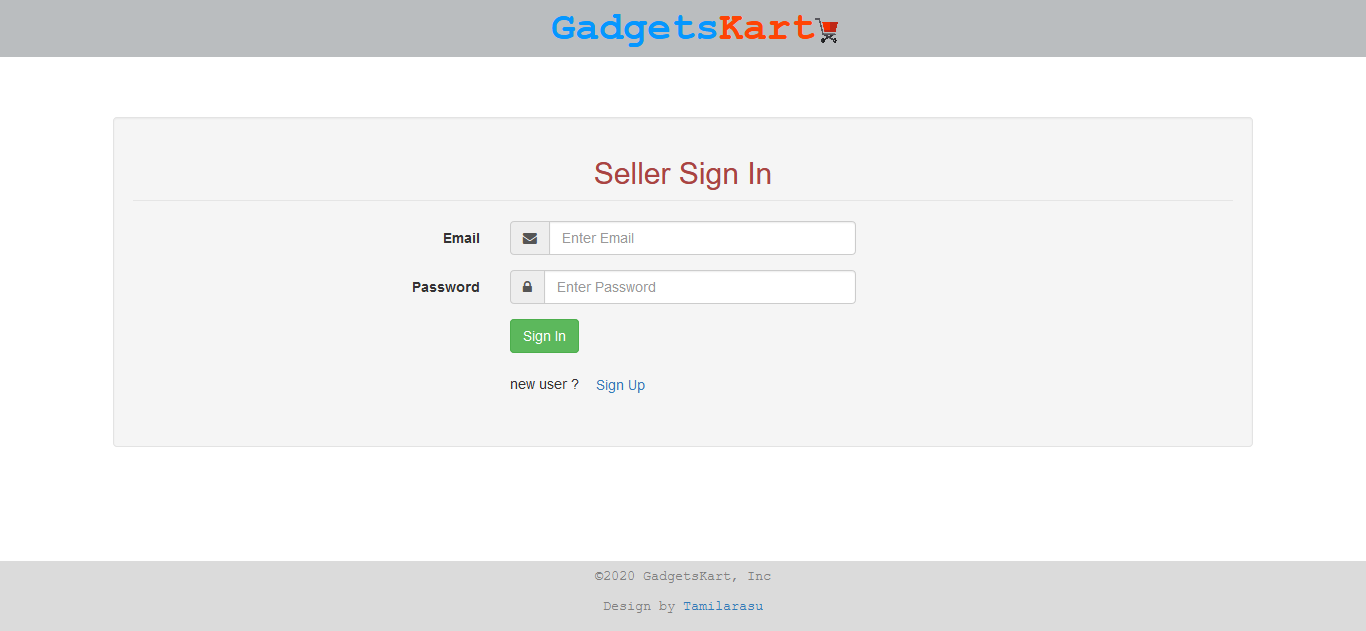 GadgetsKart
Seller Sign In
Email Enter Email
Password Enter Password
Sign In
new user ? Sign Up
©2020 GadgetsKart, Inc
Design by Tamilarasu